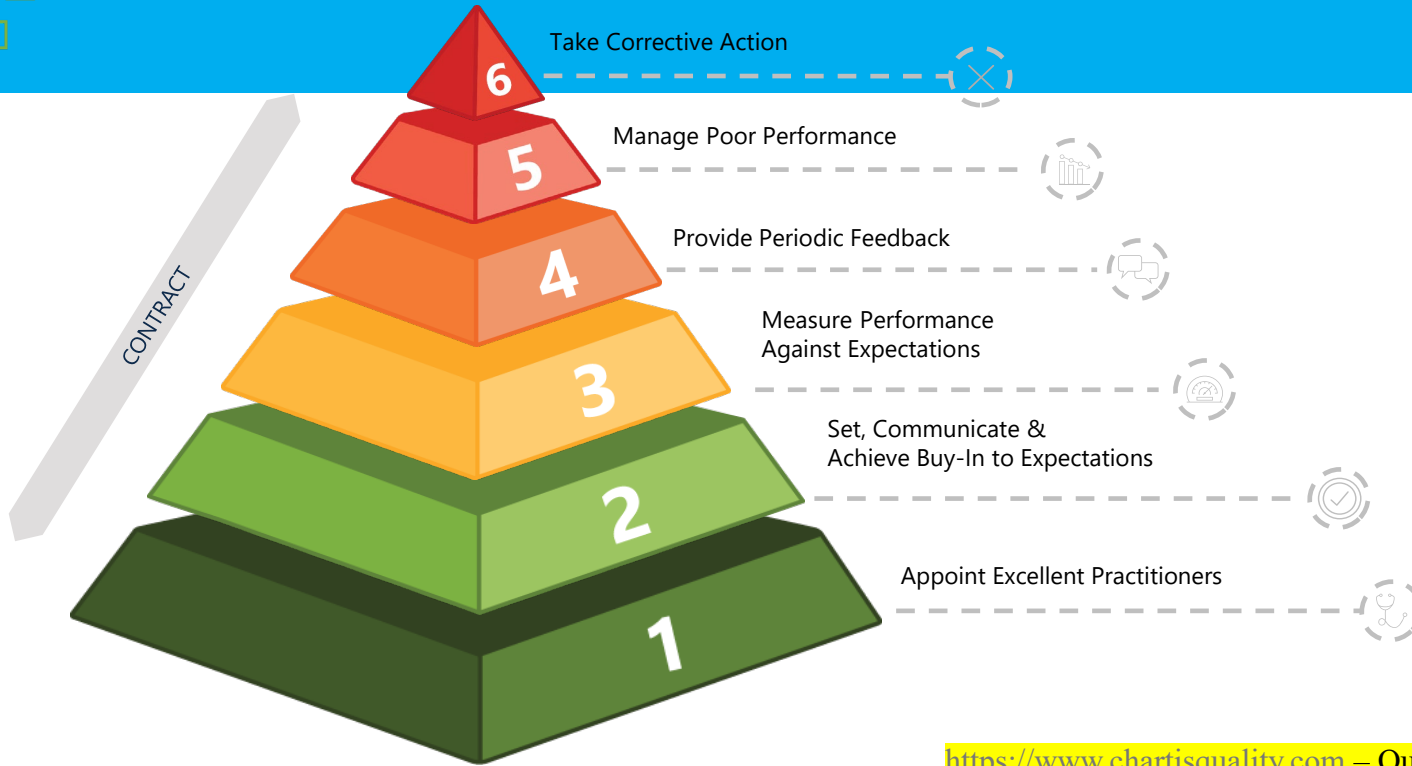 Take Corrective Action
6
Manage Poor Performance
5
Provide Periodic Feedback
4
CONTRACT
Measure Performance
Against Expectations
3
Set, Communicate &
Achieve Buy-In to Expectations
2
Appoint Excellent Practitioners
1
https://www.chartisquality.com – Qu